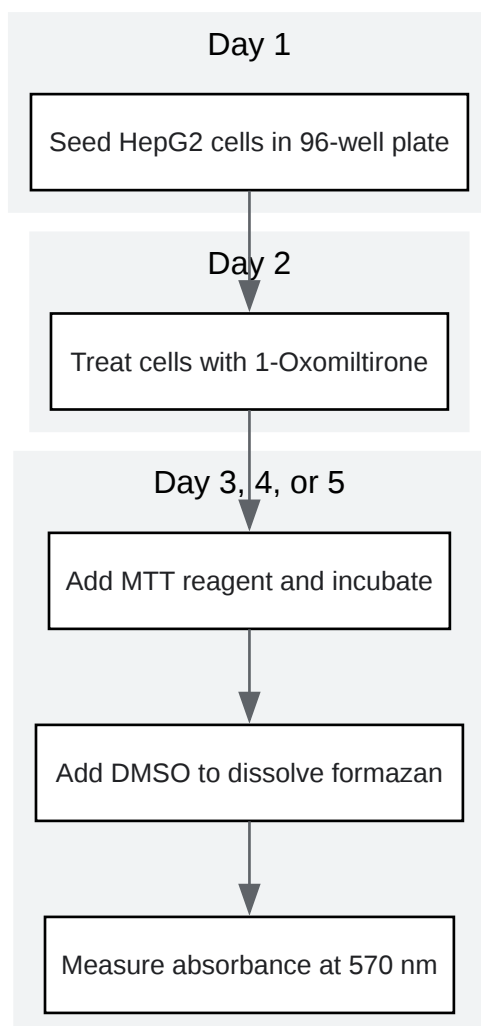 Day 1
Seed HepG2 cells in 96-well plate
Day 2
Treat cells with 1-Oxomiltirone
Day 3, 4, or 5
Add MTT reagent and incubate
Add DMSO to dissolve formazan
Measure absorbance at 570 nm